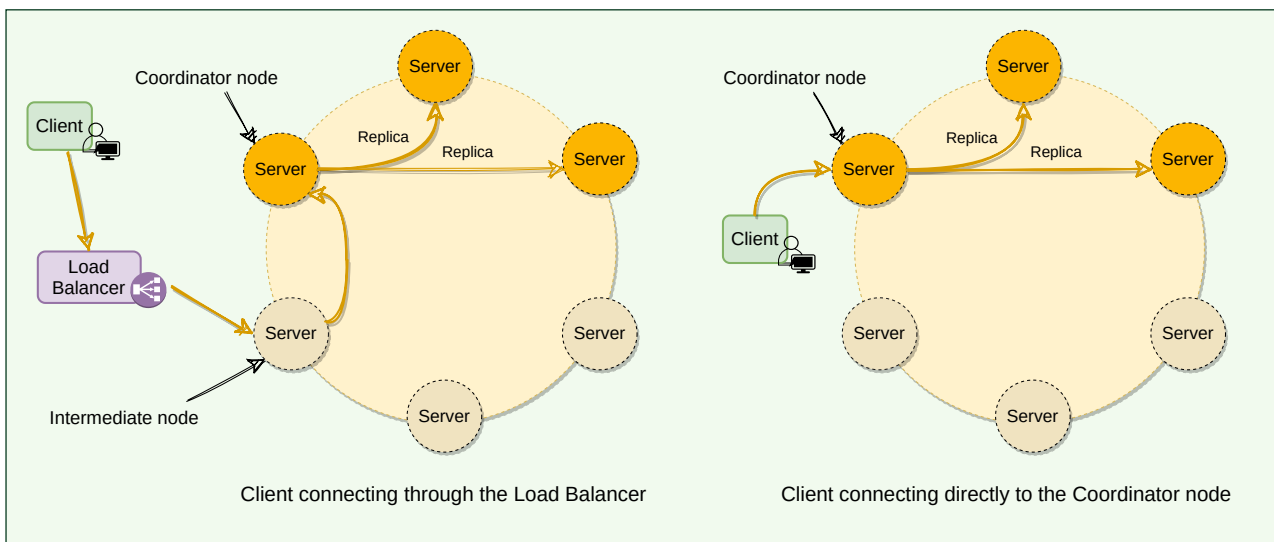 Server
Coordinator node
Client
Replica
Replica
Server
Server
Load
Balancer
Server
Server
Server
Intermediate node
Client connecting through the Load Balancer
Server
Coordinator node
Replica
Replica
Server
Server
Client
Server
Server
Server
Client connecting directly to the Coordinator node